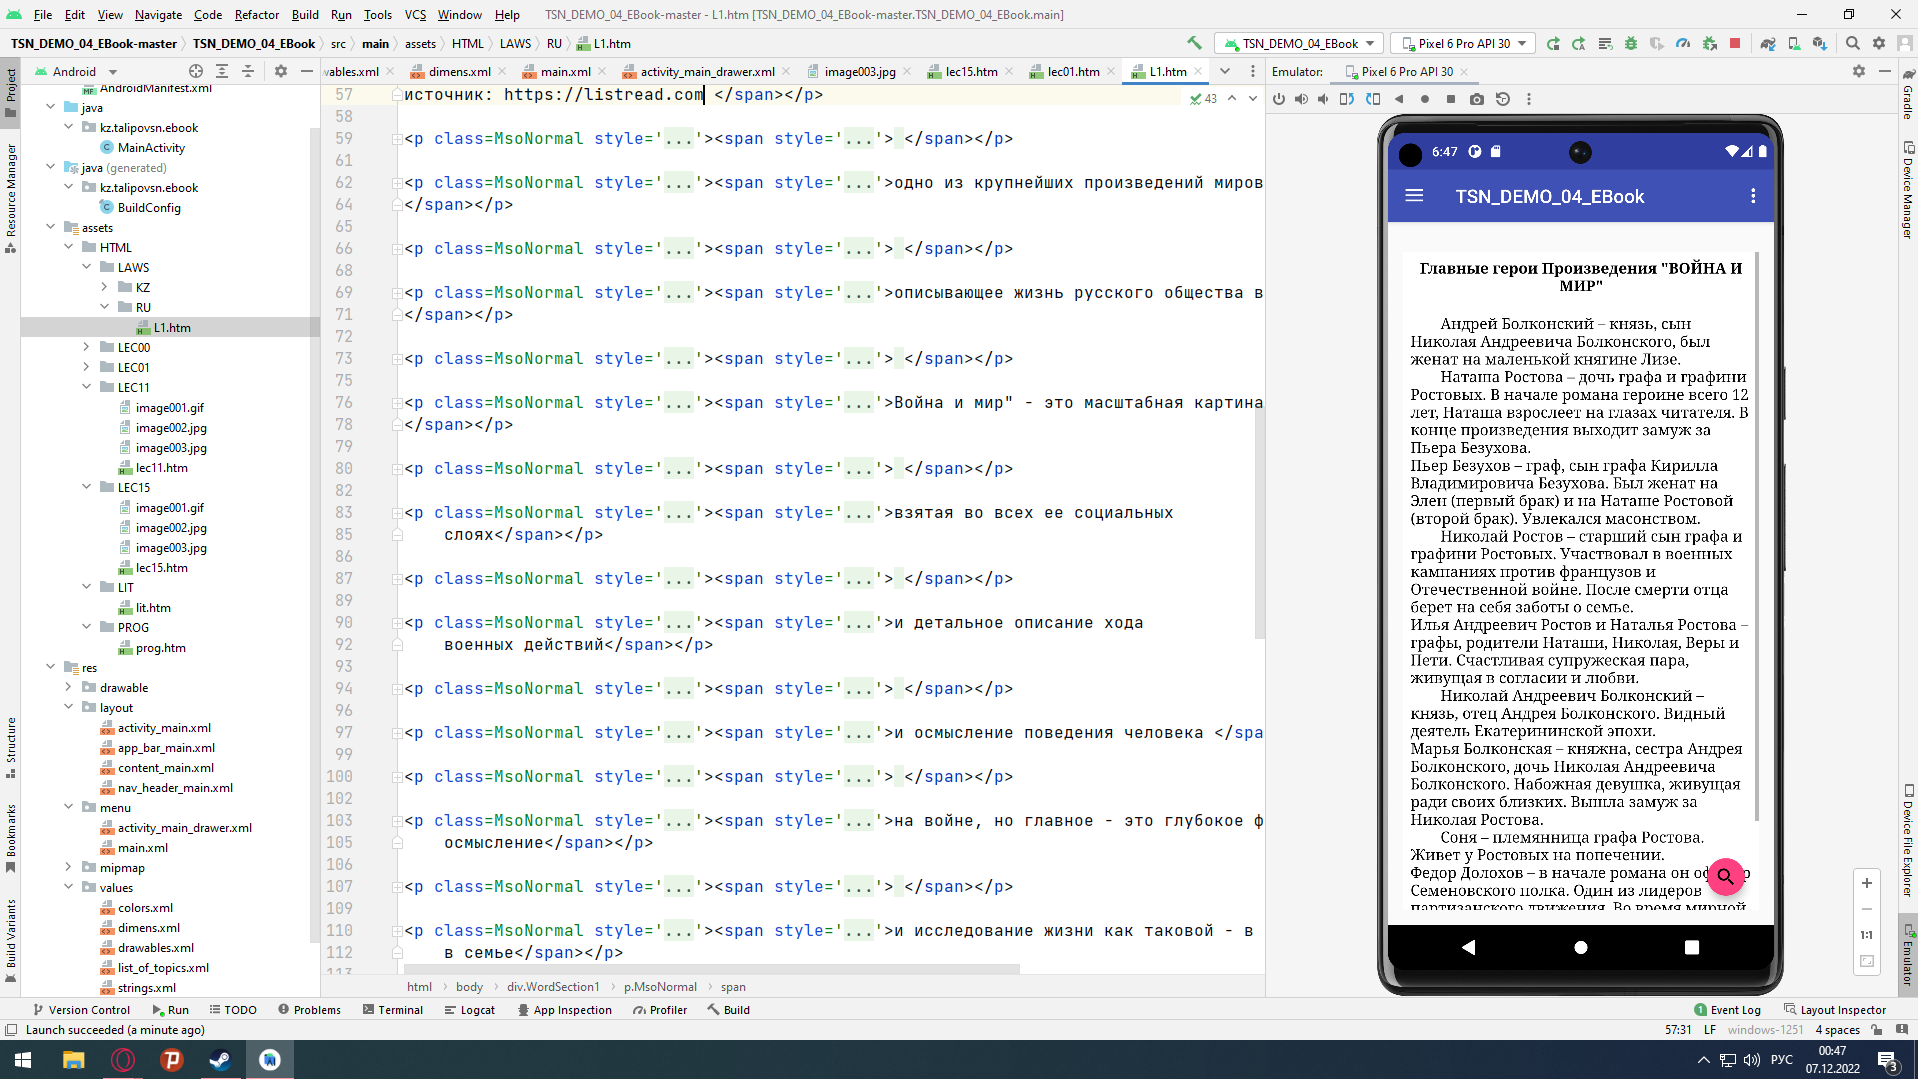 File Edit View Navigate Code Refactor Build Run Tools VCS Window Help TSN_DEMO_04_EBook-master - L1.htm [TSN_DEMO_04_EBook-master.TSN_DEMO_04_EBook.main]
TSN_DEMO_04_EBook-master TSN_DEMO_04_EBook src main assets HTML LAWS RU L1.htm
TSN_DEMO_04_EBook Pixel 6 Pro API 30
Project
Resource Manager
Structure
Bookmarks
Build Variants
Android
AndroidManifest.xml
java
kz.talipovsn.ebook
MainActivity
java (generated)
kz.talipovsn.ebook
BuildConfig
assets
HTML
LAWS
KZ
RU
L1.htm
LEC00
LEC01
LEC11
image001.gif
image002.jpg
image003.jpg
lec11.htm
LEC15
image001.gif
image002.jpg
image003.jpg
lec15.htm
LIT
lit.htm
PROG
prog.htm
res
drawable
layout
activity_main.xml
app_bar_main.xml
content_main.xml
nav_header_main.xml
menu
activity_main_drawer.xml
main.xml
mipmap
values
colors.xml
dimens.xml
drawables.xml
list_of_topics.xml
strings.xml
vables.xml dimens.xml main.xml activity_main_drawer.xml image003.jpg lec15.htm lec01.htm L1.htm
43
57 источник: https://listread.com </span></p>
58
59 <p class=MsoNormal style='...'><span style='...'> </span></p>
61
62 <p class=MsoNormal style='...'><span style='...'>одно из крупнейших произведений миров
64 </span></p>
65
66 <p class=MsoNormal style='...'><span style='...'> </span></p>
68
69 <p class=MsoNormal style='...'><span style='...'>описывающее жизнь русского общества в
71 </span></p>
72
73 <p class=MsoNormal style='...'><span style='...'> </span></p>
75
76 <p class=MsoNormal style='...'><span style='...'>Война и мир" - это масштабная картина
78 </span></p>
79
80 <p class=MsoNormal style='...'><span style='...'> </span></p>
82
83 <p class=MsoNormal style='...'><span style='...'>взятая во всех ее социальных
85 слоях</span></p>
86
87 <p class=MsoNormal style='...'><span style='...'> </span></p>
89
90 <p class=MsoNormal style='...'><span style='...'>и детальное описание хода
92 военных действий</span></p>
93
94 <p class=MsoNormal style='...'><span style='...'> </span></p>
96
97 <p class=MsoNormal style='...'><span style='...'>и осмысление поведения человека </spa
99
100 <p class=MsoNormal style='...'><span style='...'> </span></p>
102
103 <p class=MsoNormal style='...'><span style='...'>на войне, но главное - это глубокое ф
105 осмысление</span></p>
106
107 <p class=MsoNormal style='...'><span style='...'> </span></p>
109
110 <p class=MsoNormal style='...'><span style='...'>и исследование жизни как таковой - в
112 в семье</span></p>
113
html body div.WordSection1 p.MsoNormal span
Emulator: Pixel 6 Pro API 30
6:47
TSN_DEMO_04_EBook
Главные герои Произведения "ВОЙНА И
МИР"
Андрей Болконский – князь, сын
Николая Андреевича Болконского, был
женат на маленькой княгине Лизе.
Наташа Ростова – дочь графа и графини
Ростовых. В начале романа героине всего 12
лет, Наташа взрослеет на глазах читателя. В
конце произведения выходит замуж за
Пьера Безухова.
Пьер Безухов – граф, сын графа Кирилла
Владимировича Безухова. Был женат на
Элен (первый брак) и на Наташе Ростовой
(второй брак). Увлекался масонством.
Николай Ростов – старший сын графа и
графини Ростовых. Участвовал в военных
кампаниях против французов и
Отечественной войне. После смерти отца
берет на себя заботы о семье.
Илья Андреевич Ростов и Наталья Ростова –
графы, родители Наташи, Николая, Веры и
Пети. Счастливая супружеская пара,
живущая в согласии и любви.
Николай Андреевич Болконский –
князь, отец Андрея Болконского. Видный
деятель Екатерининской эпохи.
Марья Болконская – княжна, сестра Андрея
Болконского, дочь Николая Андреевича
Болконского. Набожная девушка, живущая
ради своих близких. Вышла замуж за
Николая Ростова.
Соня – племянница графа Ростова.
Живет у Ростовых на попечении.
Федор Долохов – в начале романа он
Семеновского полка. Один из лидеров
партизанского движения. Во время мирной
1:1
Gradle
Device Manager
Device File Explorer
Emulator
Version Control Run TODO Problems Terminal Logcat App Inspection Profiler Build 1 Event Log Layout Inspector
Launch succeeded (a minute ago) 57:31 LF windows-1251 4 spaces
РУС 00:47
07.12.2022 3